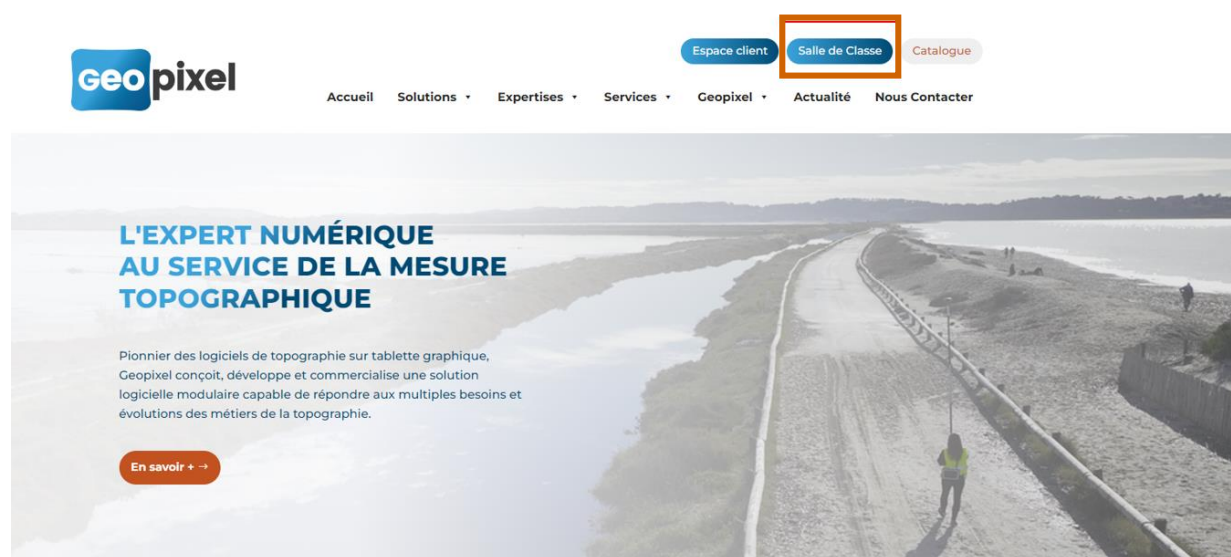 Espace client Salle de Classe Catalogue
Geopixel
Accueil Solutions Expertises Services Geopixel Actualité Nous Contacter
L'EXPERT NUMÉRIQUE
AU SERVICE DE LA MESURE
TOPOGRAPHIQUE
Pionnier des logiciels de topographie sur tablette graphique,
Geopixel conçoit, développe et commercialise une solution
logicielle modulaire capable de répondre aux multiples besoins et
évolutions des métiers de la topographie.
En savoir + →